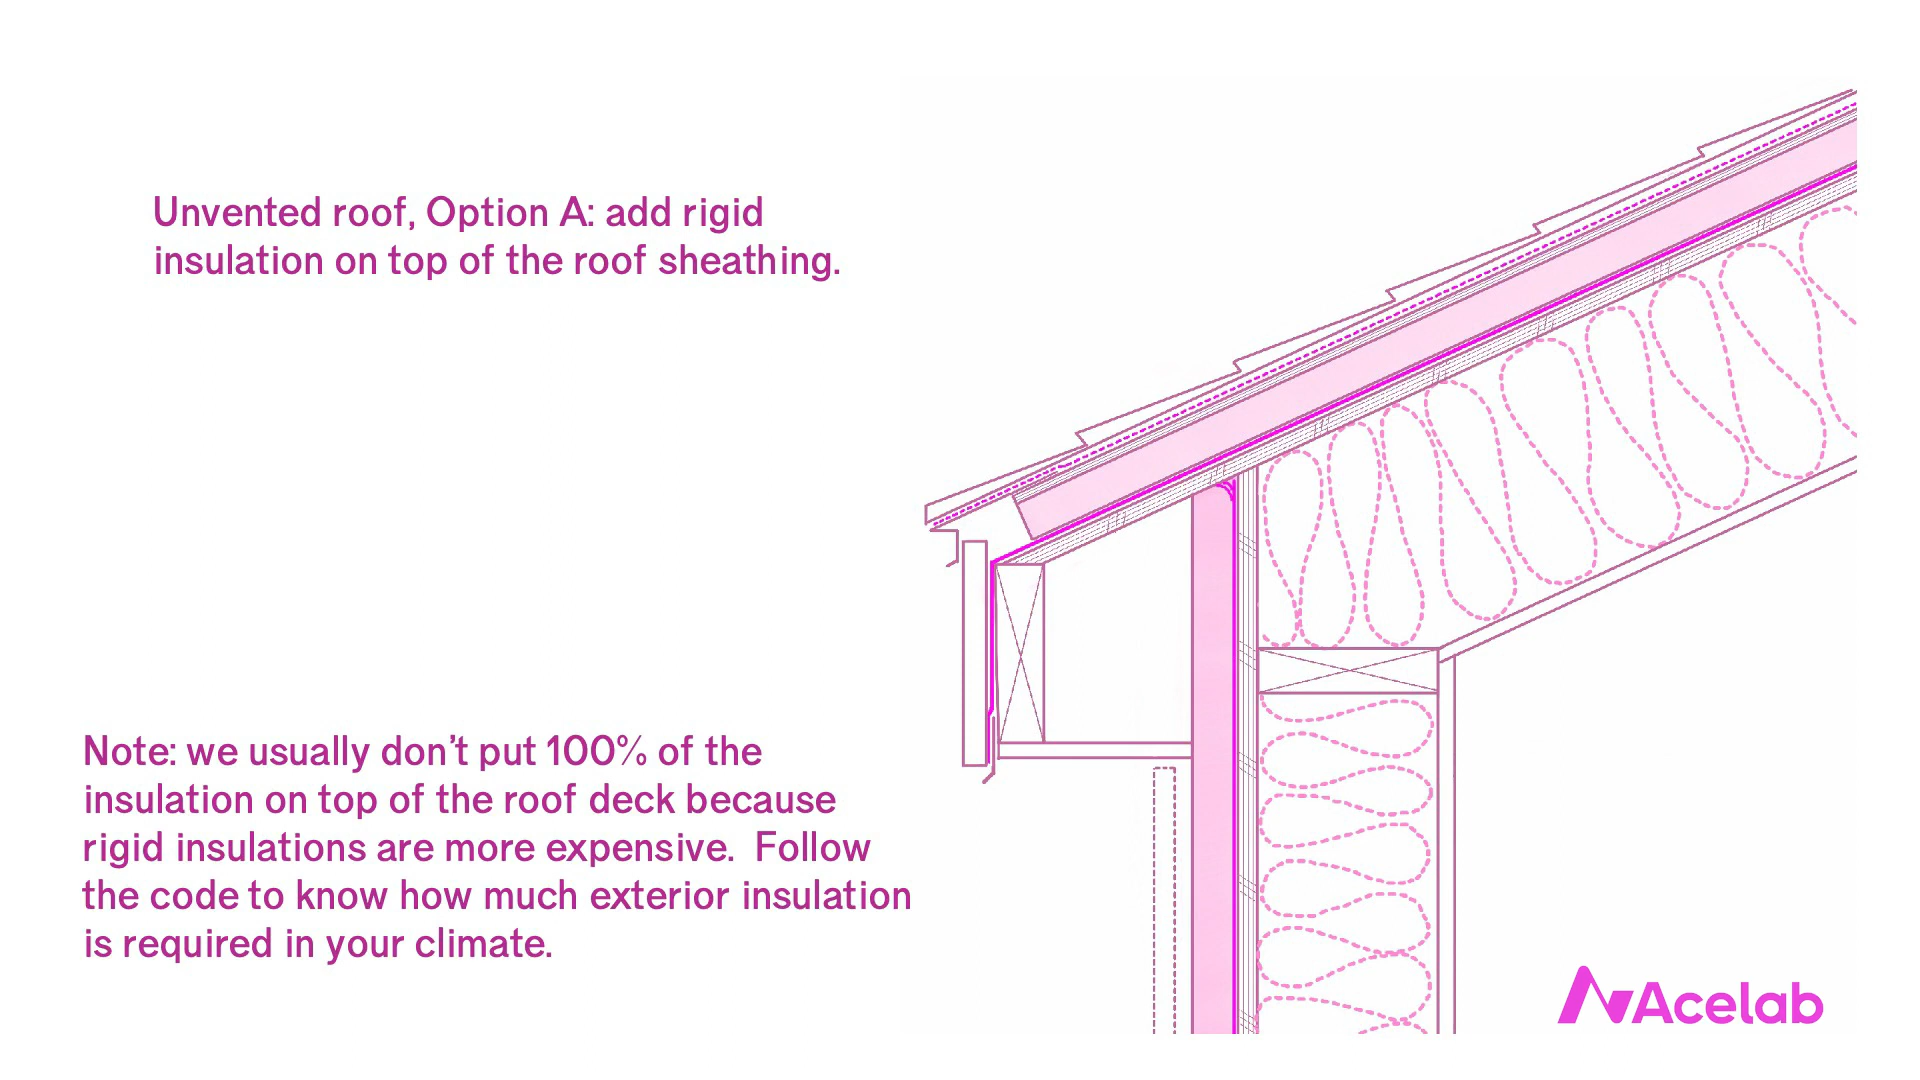 Unvented roof, Option A: add rigid
insulation on top of the roof sheathing.
Note: we usually don’t put 100% of the
insulation on top of the roof deck because
rigid insulations are more expensive.  Follow
the code to know how much exterior insulation
is required in your climate.
Acelab